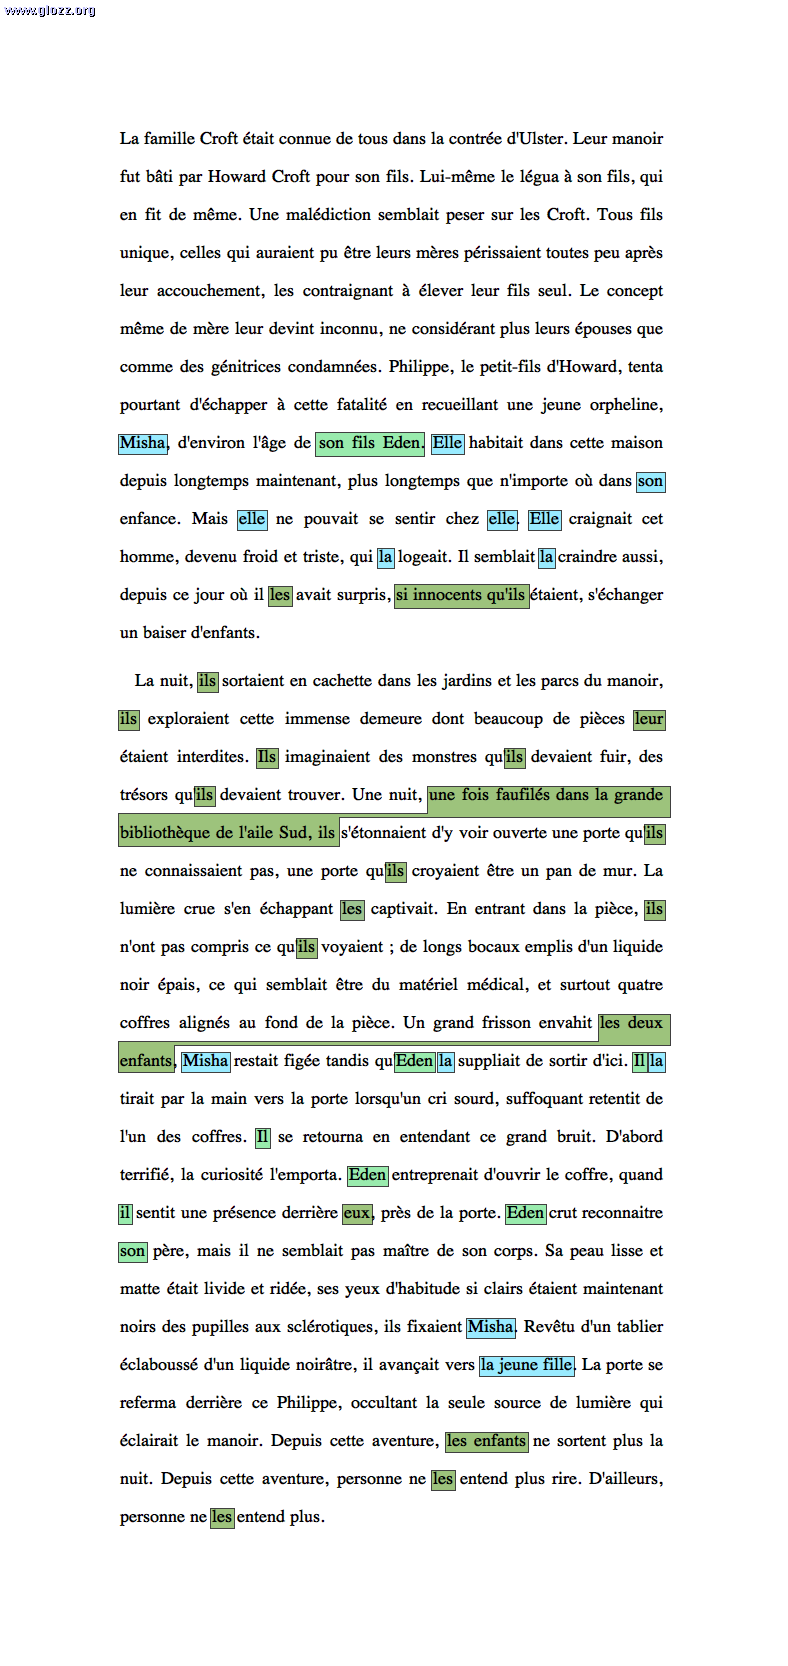 www.glozz.org
La famille Croft était connue de tous dans la contrée d'Ulster. Leur manoir
fut bâti par Howard Croft pour son fils. Lui-même le légua à son fils, qui
en fit de même. Une malédiction semblait peser sur les Croft. Tous fils
unique, celles qui auraient pu être leurs mères périssaient toutes peu après
leur accouchement, les contraignant à élever leur fils seul. Le concept
même de mère leur devint inconnu, ne considérant plus leurs épouses que
comme des génitrices condamnées. Philippe, le petit-fils d'Howard, tenta
pourtant d'échapper à cette fatalité en recueillant une jeune orpheline,
Misha, d'environ l'âge de son fils Eden. Elle habitait dans cette maison
depuis longtemps maintenant, plus longtemps que n'importe où dans son
enfance. Mais elle ne pouvait se sentir chez elle. Elle craignait cet
homme, devenu froid et triste, qui la logeait. Il semblait la craindre aussi,
depuis ce jour où il les avait surpris, si innocents qu'ils étaient, s'échanger
un baiser d'enfants.
La nuit, ils sortaient en cachette dans les jardins et les parcs du manoir,
ils exploraient cette immense demeure dont beaucoup de pièces leur
étaient interdites. Ils imaginaient des monstres qu'ils devaient fuir, des
trésors qu'ils devaient trouver. Une nuit, une fois faufilés dans la grande
bibliothèque de l'aile Sud, ils s'étonnaient d'y voir ouverte une porte qu'ils
ne connaissaient pas, une porte qu'ils croyaient être un pan de mur. La
lumière crue s'en échappant les captivait. En entrant dans la pièce, ils
n'ont pas compris ce qu'ils voyaient ; de longs bocaux emplis d'un liquide
noir épais, ce qui semblait être du matériel médical, et surtout quatre
coffres alignés au fond de la pièce. Un grand frisson envahit les deux
enfants, Misha restait figée tandis qu'Eden la suppliait de sortir d'ici. Il la
tirait par la main vers la porte lorsqu'un cri sourd, suffoquant retentit de
l'un des coffres. Il se retourna en entendant ce grand bruit. D'abord
terrifié, la curiosité l'emporta. Eden entreprenait d'ouvrir le coffre, quand
il sentit une présence derrière eux, près de la porte. Eden crut reconnaitre
son père, mais il ne semblait pas maître de son corps. Sa peau lisse et
matte était livide et ridée, ses yeux d'habitude si clairs étaient maintenant
noirs des pupilles aux sclérotiques, ils fixaient Misha. Revêtu d'un tablier
éclaboussé d'un liquide noirâtre, il avançait vers la jeune fille. La porte se
referma derrière ce Philippe, occultant la seule source de lumière qui
éclairait le manoir. Depuis cette aventure, les enfants ne sortent plus la
nuit. Depuis cette aventure, personne ne les entend plus rire. D'ailleurs,
personne ne les entend plus.